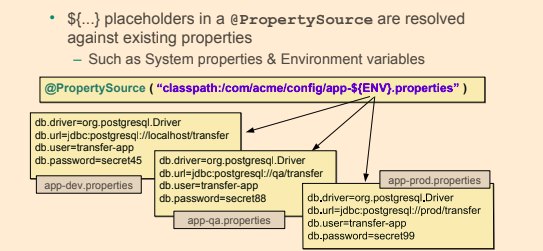 • ${...} placeholders in a @PropertySource are resolved
against existing properties
– Such as System properties & Environment variables
@PropertySource ( “classpath:/com/acme/config/app-${ENV}.properties” )
db.driver=org.postgresql.Driver
db.url=jdbc:postgresql://localhost/transfer
db.user=transfer-app
db.password=secret45
app-dev.properties
db.driver=org.postgresql.Driver
db.url=jdbc:postgresql://qa/transfer
db.user=transfer-app
db.password=secret88
app-qa.properties
app-prod.properties
db.driver=org.postgresql.Driver
db.url=jdbc:postgresql://prod/transfer
db.user=transfer-app
db.password=secret99